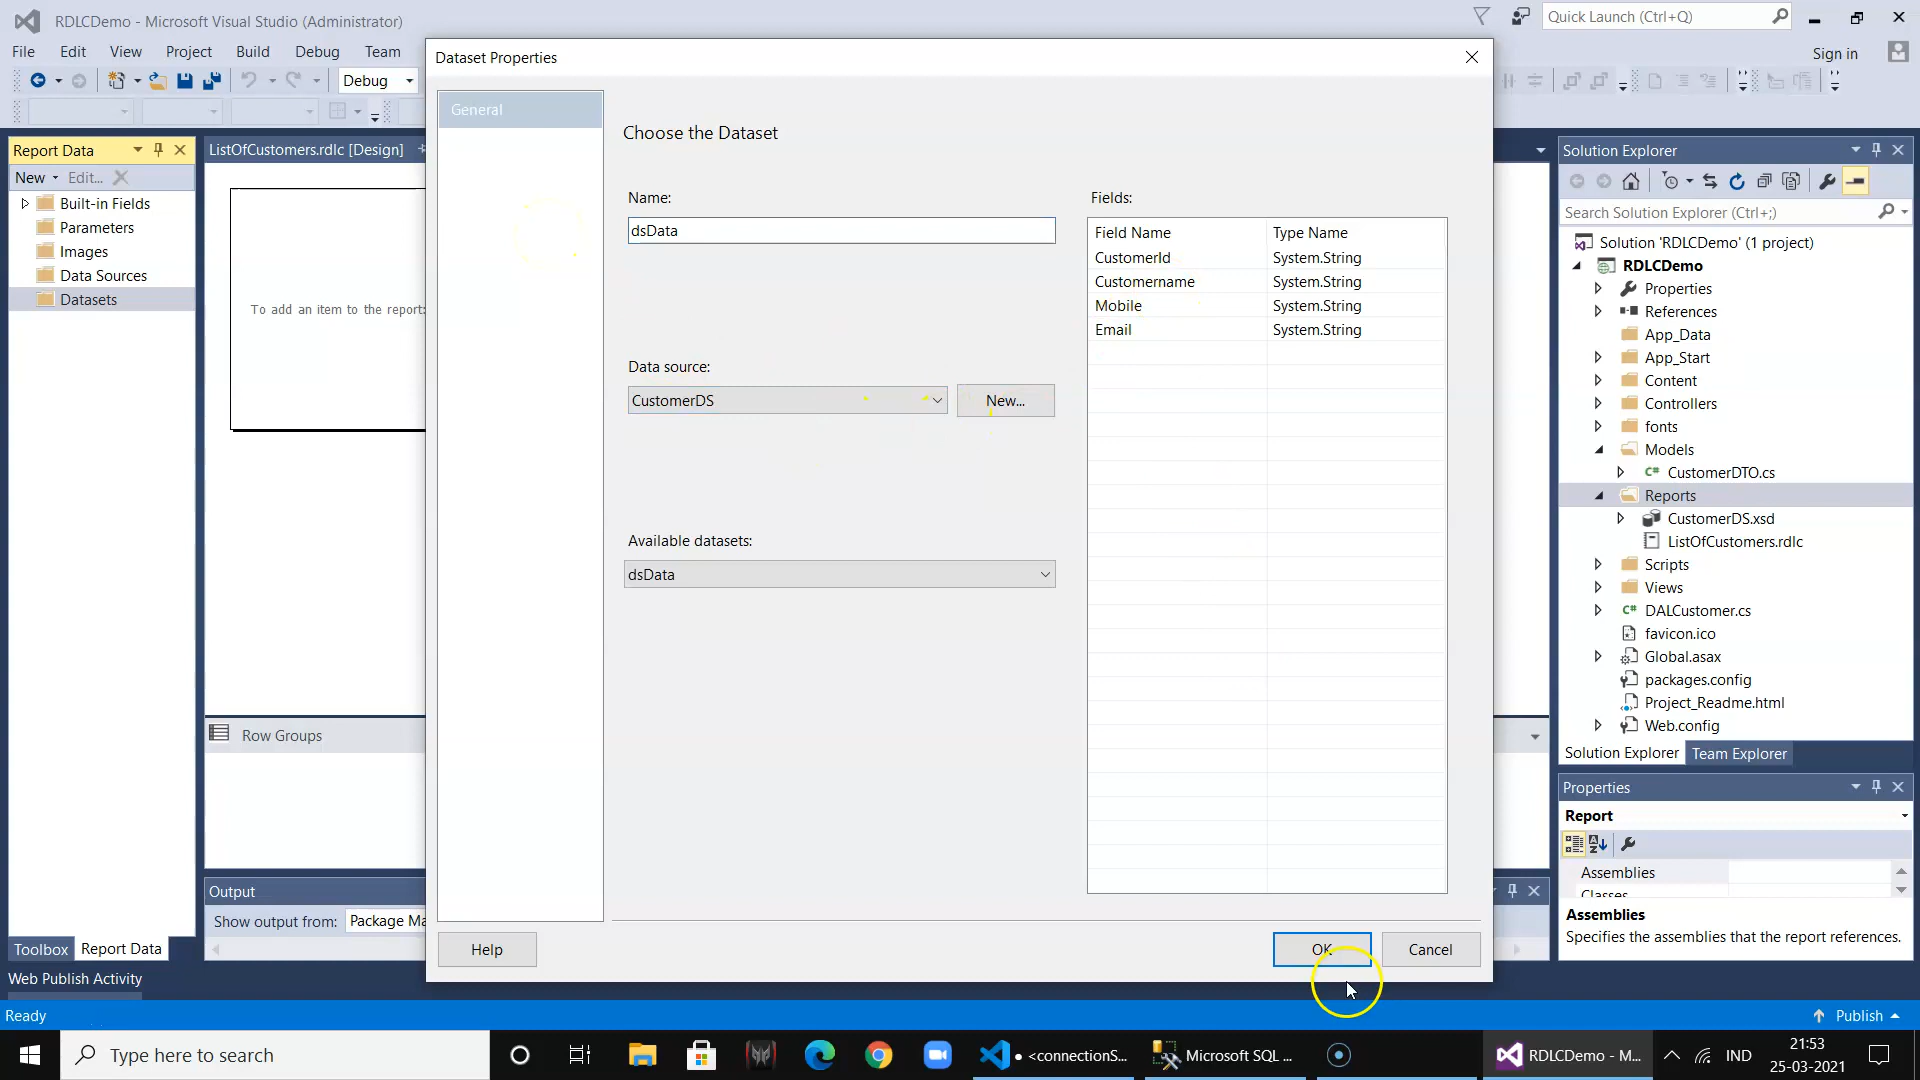 RDLCDemo - Microsoft Visual Studio (Administrator)
Quick Launch (Ctrl+Q)
File Edit View Project Build Debug Team
Sign in
Debug
Dataset Properties
General
Choose the Dataset
Name:
dsData
Data source:
CustomerDS
New...
Available datasets:
dsData
Fields:
Field Name Type Name
CustomerId System.String
Customername System.String
Mobile System.String
Email System.String
Help
OK
Cancel
Report Data
New Edit...
Built-in Fields
Parameters
Images
Data Sources
Datasets
ListOfCustomers.rdlc [Design]
To add an item to the report:
Row Groups
Output
Show output from: Package Ma
Toolbox Report Data
Web Publish Activity
Solution Explorer
Search Solution Explorer (Ctrl+;)
Solution 'RDLCDemo' (1 project)
RDLCDemo
Properties
References
App_Data
App_Start
Content
Controllers
fonts
Models
CustomerDTO.cs
Reports
CustomerDS.xsd
ListOfCustomers.rdlc
Scripts
Views
DALCustomer.cs
favicon.ico
Global.asax
packages.config
Project_Readme.html
Web.config
Solution Explorer Team Explorer
Properties
Report
Assemblies
Classes
Assemblies
Specifies the assemblies that the report references.
Ready
Publish
Type here to search
<connectionS...
Microsoft SQL ...
RDLCDemo - M...
IND
21:53
25-03-2021